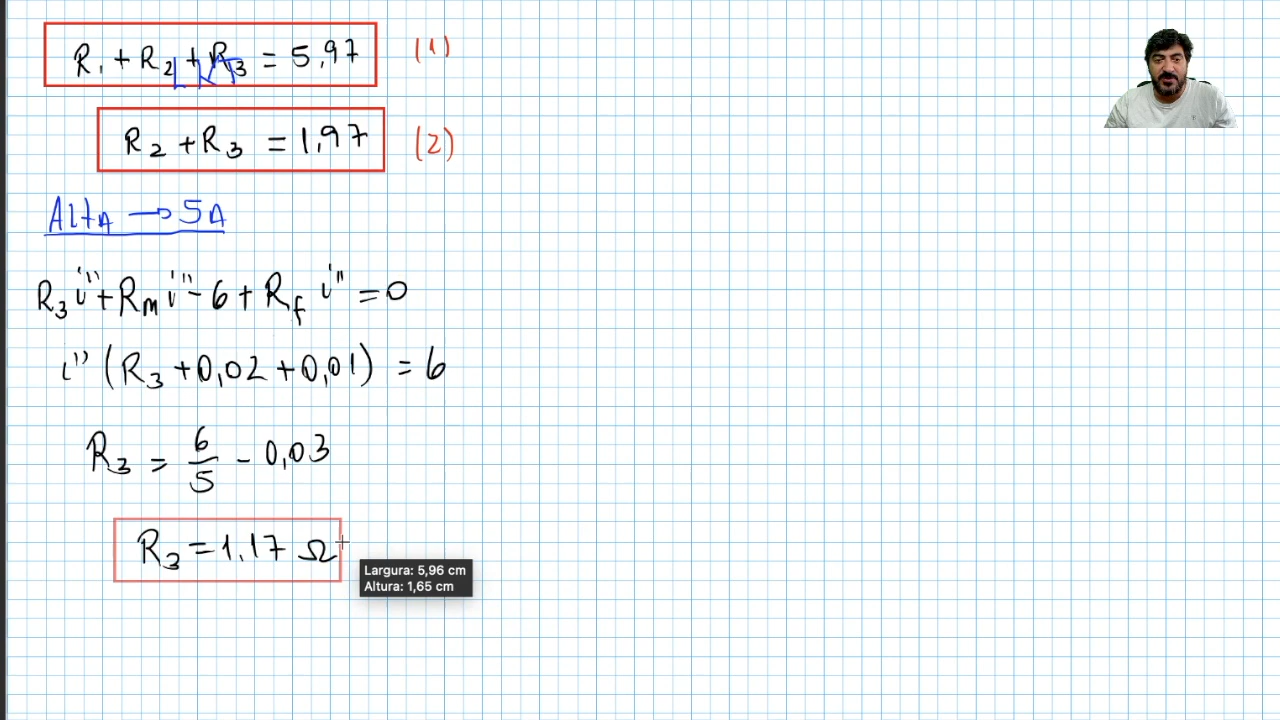 R₁ + R₂ + R₃ = 5,97 (1)
R₂ + R₃ = 1,97 (2)
Alta → 5A
R₃ i''' + Rm i''' - 6 + Rf i''' = 0
i''' (R₃ + 0,02 + 0,01) = 6
R₃ = 6/5 - 0,03
R₃ = 1,17 Ω
Largura: 5,96 cm
Altura: 1,65 cm